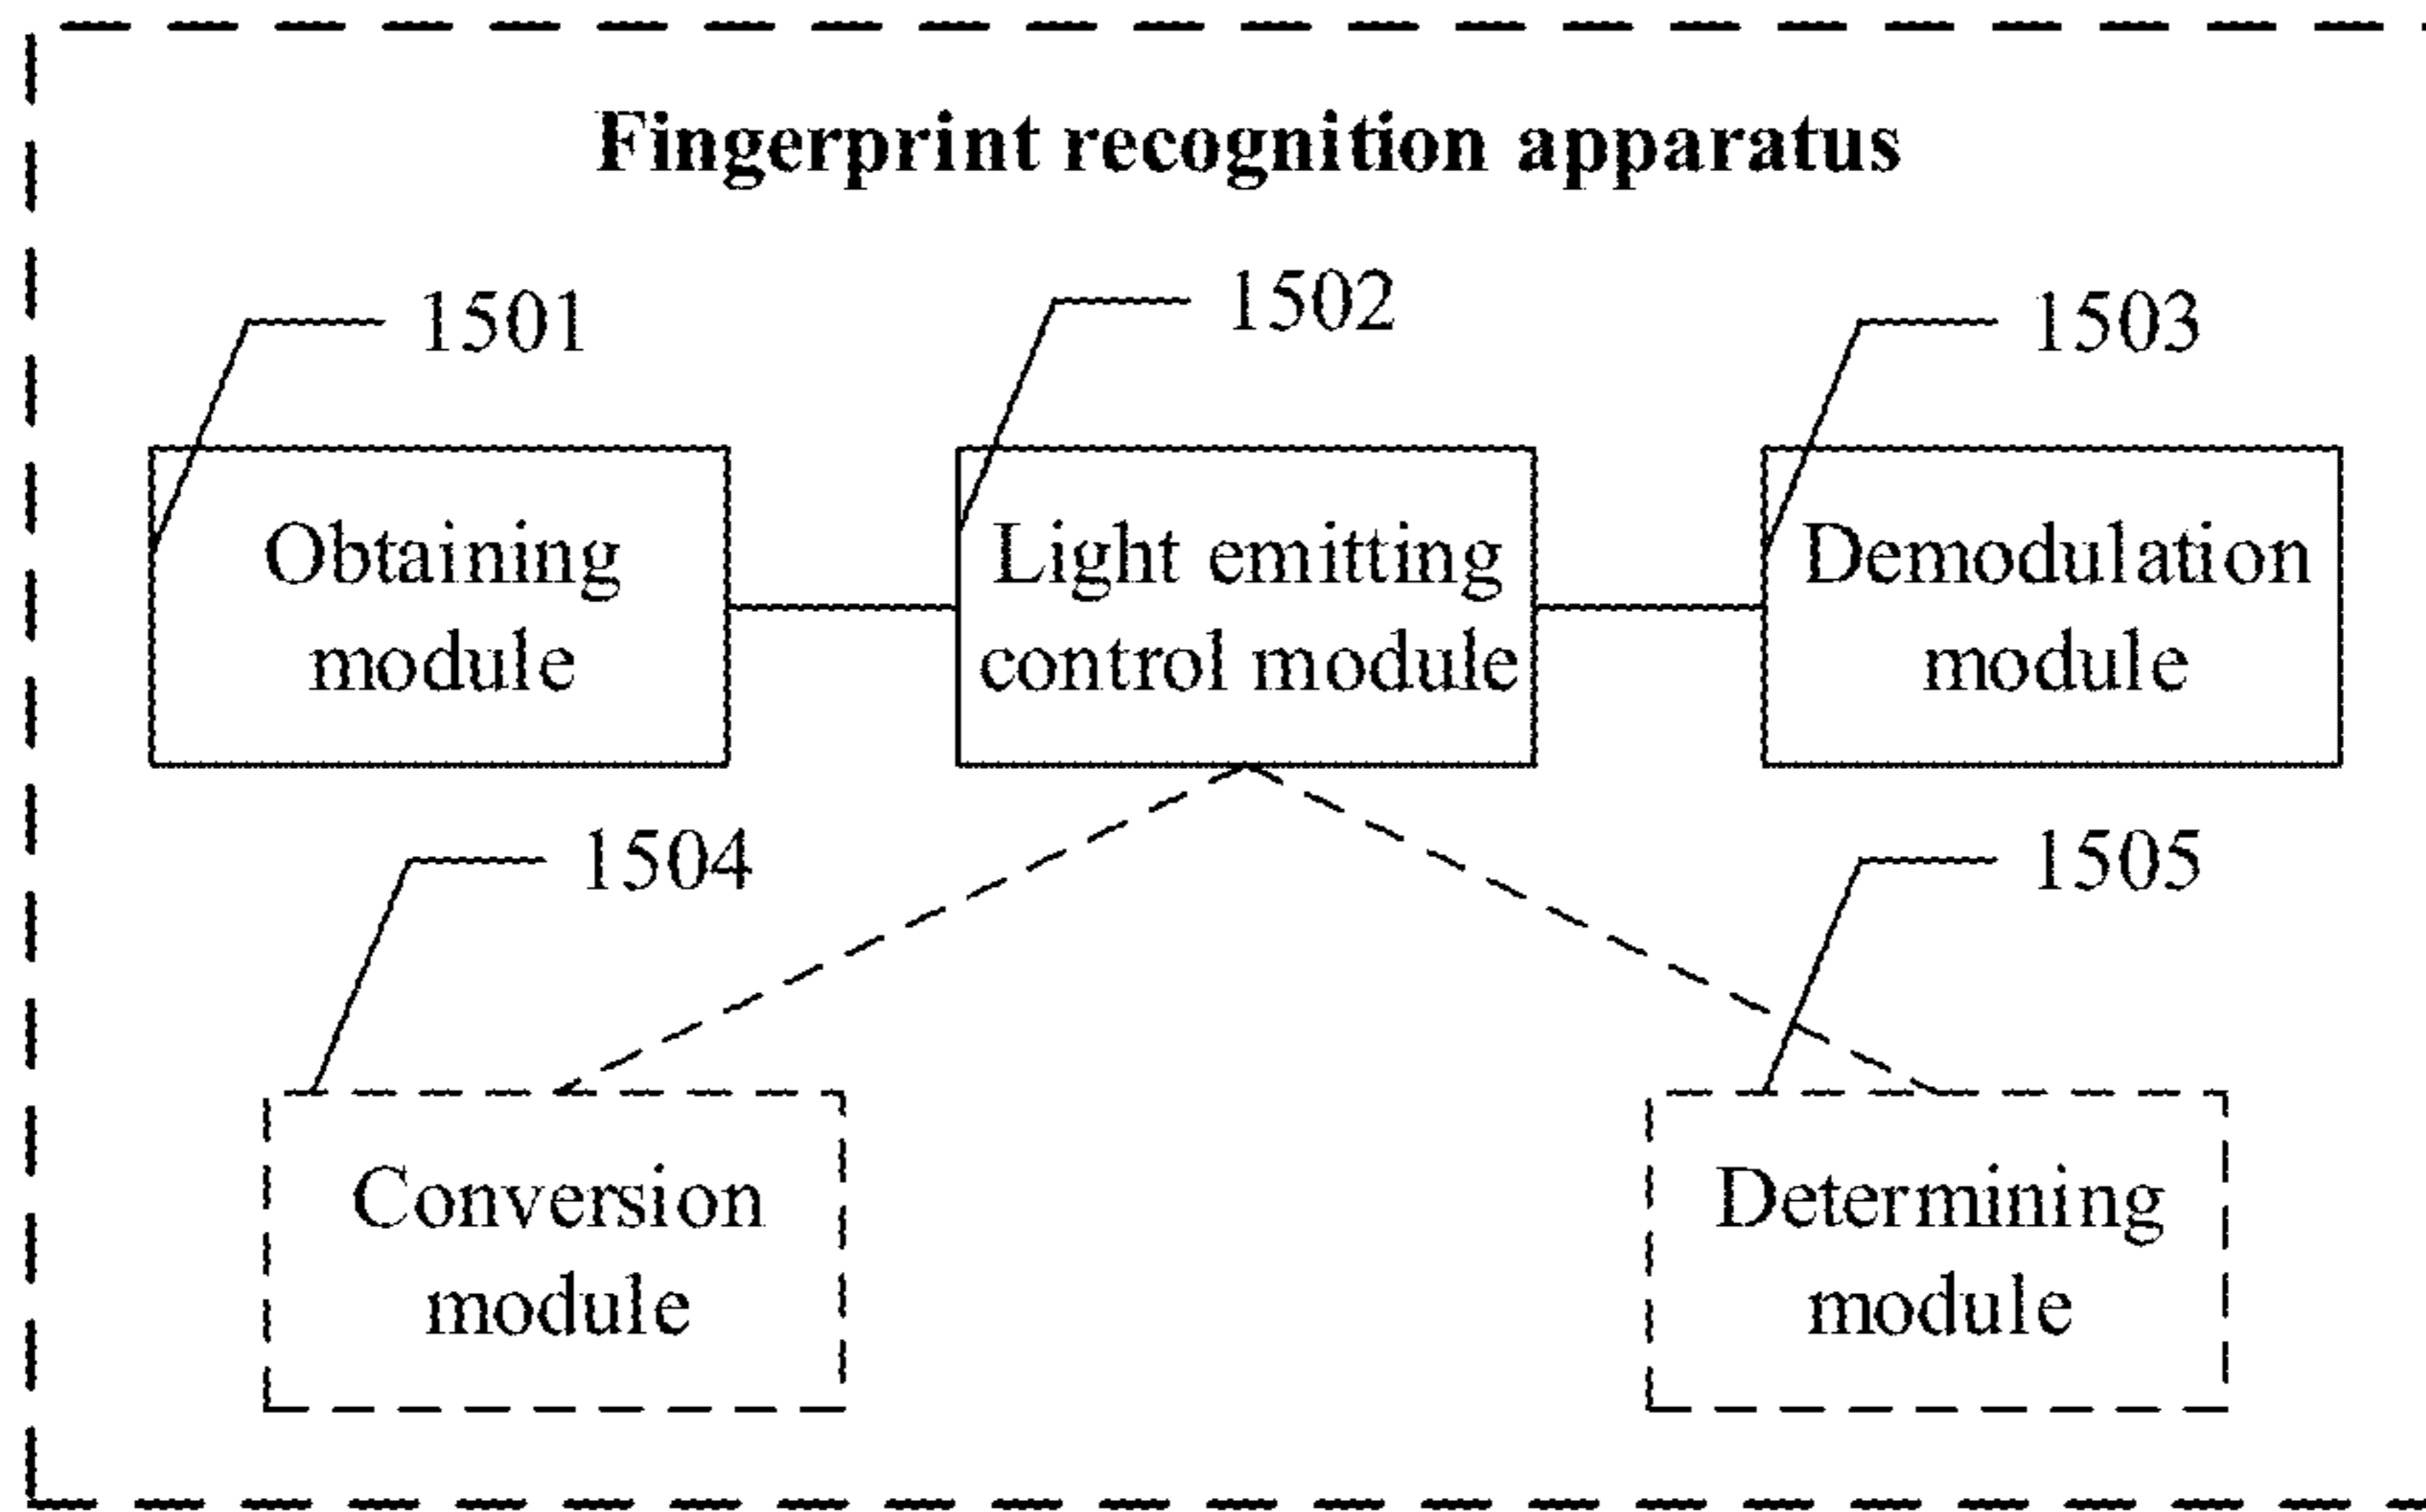 Fingerprint recognition apparatus
1501
1502
1503
Obtaining
module
Light emitting
control module
Demodulation
module
1504
1505
Conversion
module
Determining
module